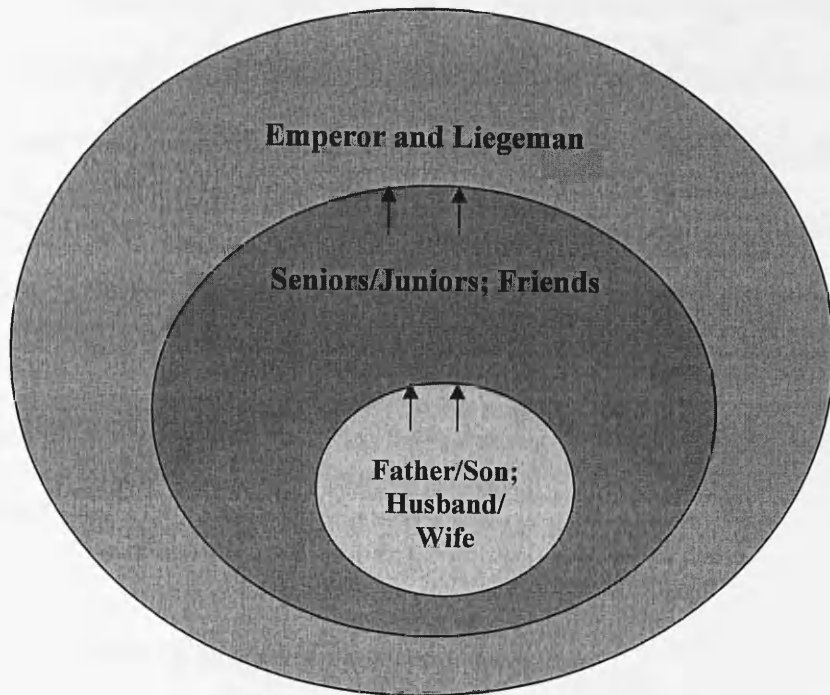 Emperor and Liegeman
Seniors/Juniors; Friends
Father/Son;
Husband/
Wife